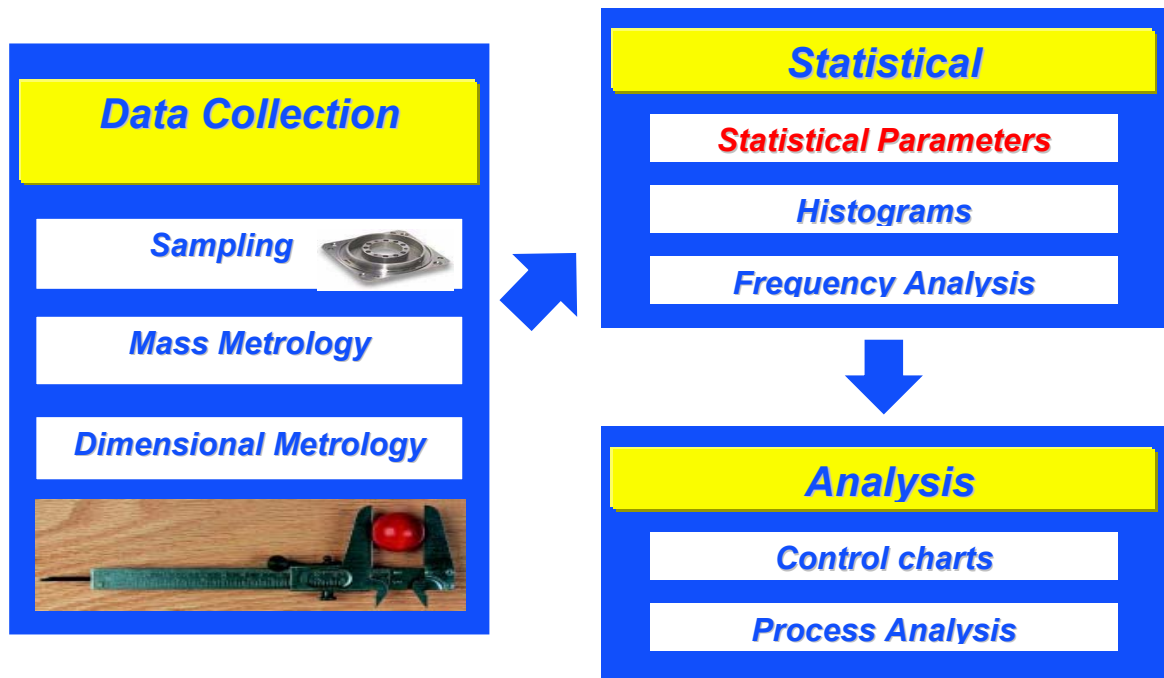 Data Collection
Sampling
Mass Metrology
Dimensional Metrology
Statistical
Statistical Parameters
Histograms
Frequency Analysis
Analysis
Control charts
Process Analysis